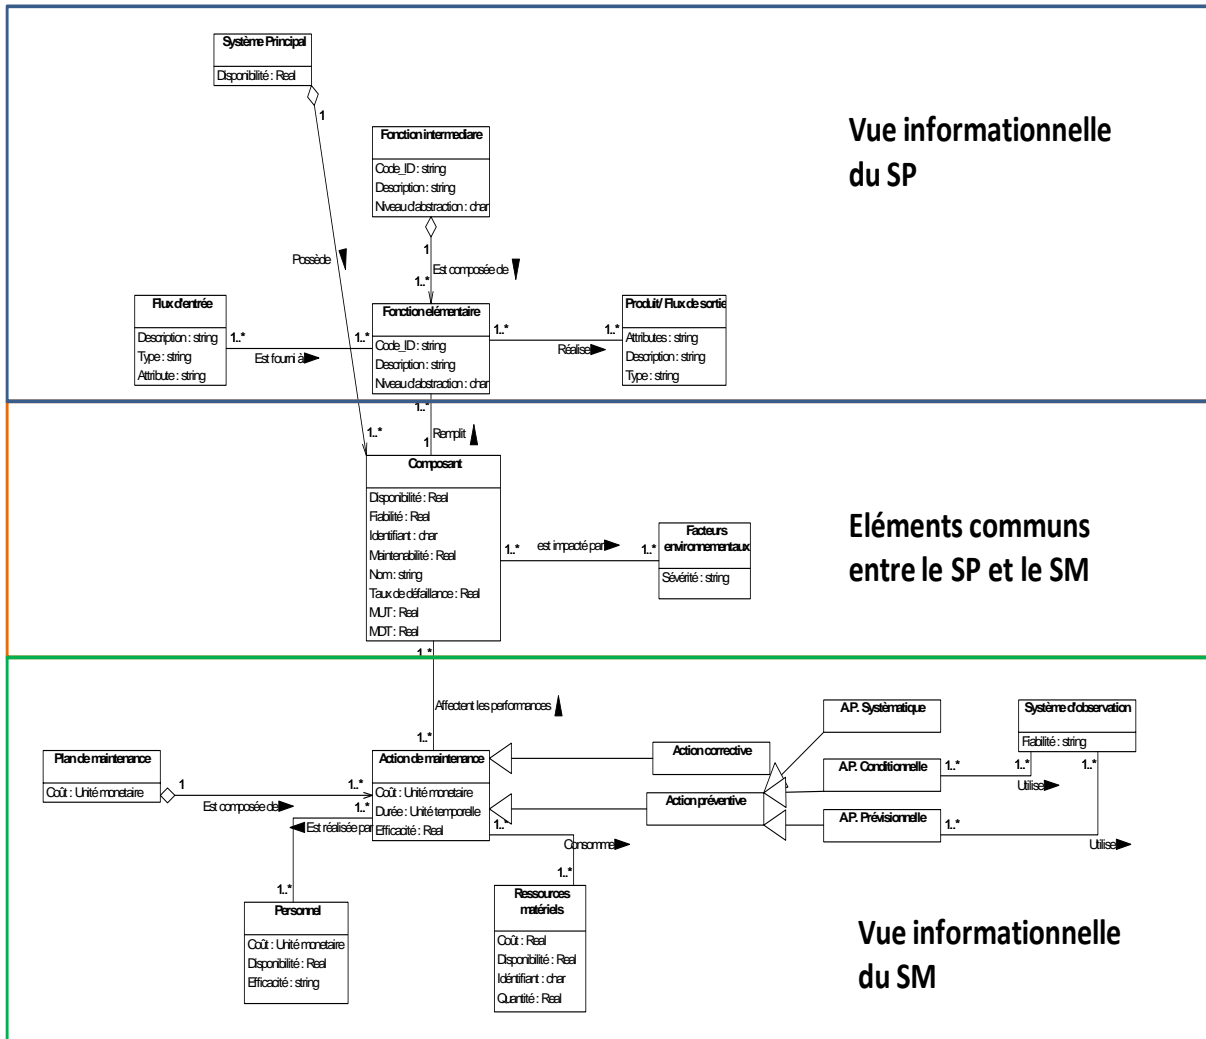 Système Principal
Disponibilité : Real
1
Vue informationnelle
du SP
Fonction intermediare
Code_ID : string
Description : string
Niveau d'abstraction : char
1
Possède
Est composée de
1..*
Flux d'entrée
Description : string
Type : string
Attribute : string
1..*
Est fourni à
1..*
Fonction elémentaire
Code_ID : string
Description : string
Niveau d'abstraction : char
1..*
Réalise
1..*
Produit/ Flux de sortie
Attributes : string
Description : string
Type : string
1..*
1..*
1
Remplit
Composant
Disponibilité : Real
Fiabilité : Real
Identifiant : char
Maintenabilité : Real
Nom : string
Taux de défaillance : Real
MUT : Real
MDT : Real
1..*
est impacté par
1..*
Facteurs
environnementaux
Sévérité : string
Eléments communs
entre le SP et le SM
1..*
Affectent les performances
1..*
Plan de maintenance
Coût : Unité monetaire
1
Est composée de
1..*
Action de maintenance
Coût : Unité monetaire
Durée : Unité temporelle
Efficacité : Real
Action corrective
Action préventive
A.P. Systèmatique
A.P. Conditionnelle
A.P. Prévisionnelle
Système d'observation
Fiabilité : string
1..*
1..*
Utilise
1..*
1..*
Utilise
1..*
Est réalisée par
1..*
1..*
Consomme
1..*
Personnel
Coût : Unité monetaire
Disponibilité : Real
Efficacité : string
Ressources
matériels
Coût : Real
Disponibilité : Real
Idéntifiant : char
Quantité : Real
Vue informationnelle
du SM